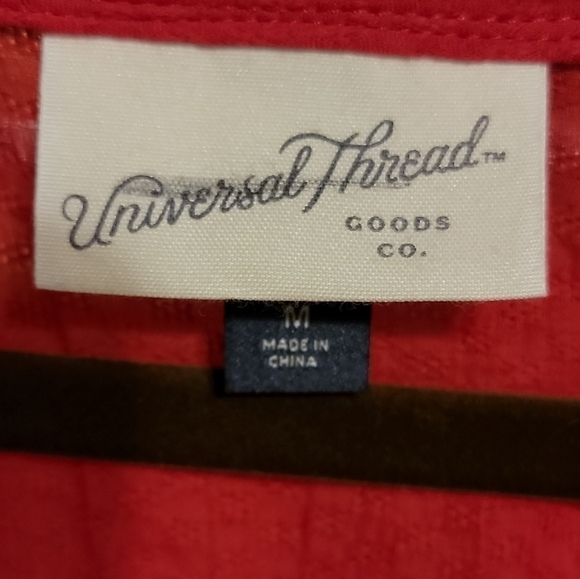 Universal Thread™
GOODS
CO.
M
MADE IN
CHINA